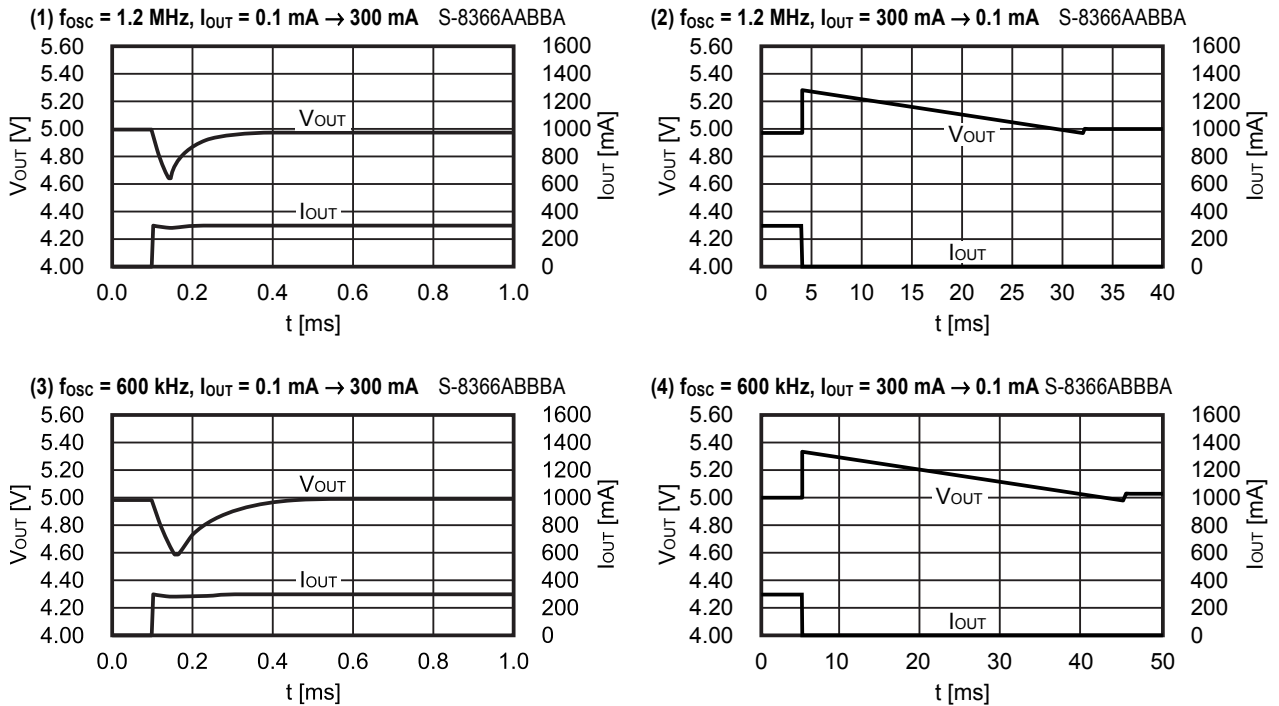 (1) fOSC = 1.2 MHz, IOUT = 0.1 mA → 300 mA S-8366AABBA
5.60
5.40
5.20
5.00
4.80
4.60
4.40
4.20
4.00
VOUT [V]
1600
1400
1200
1000
800
600
400
200
0
IOUT [mA]
VOUT
IOUT
0.0 0.2 0.4 0.6 0.8 1.0
t [ms]
(2) fOSC = 1.2 MHz, IOUT = 300 mA → 0.1 mA S-8366AABBA
5.60
5.40
5.20
5.00
4.80
4.60
4.40
4.20
4.00
VOUT [V]
1600
1400
1200
1000
800
600
400
200
0
IOUT [mA]
VOUT
IOUT
0 5 10 15 20 25 30 35 40
t [ms]
(3) fOSC = 600 kHz, IOUT = 0.1 mA → 300 mA S-8366ABBBA
5.60
5.40
5.20
5.00
4.80
4.60
4.40
4.20
4.00
VOUT [V]
1600
1400
1200
1000
800
600
400
200
0
IOUT [mA]
VOUT
IOUT
0.0 0.2 0.4 0.6 0.8 1.0
t [ms]
(4) fOSC = 600 kHz, IOUT = 300 mA → 0.1 mA S-8366ABBBA
5.60
5.40
5.20
5.00
4.80
4.60
4.40
4.20
4.00
VOUT [V]
1600
1400
1200
1000
800
600
400
200
0
IOUT [mA]
VOUT
IOUT
0 10 20 30 40 50
t [ms]